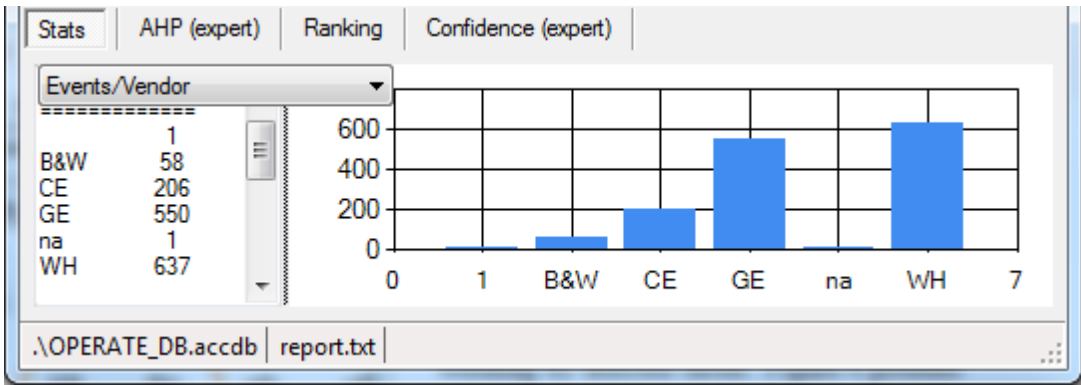 Stats AHP (expert) Ranking Confidence (expert)
Events/Vendor
==============
1
B&W 58
CE 206
GE 550
na 1
WH 637
600
400
200
0
0 1 B&W CE GE na WH 7
.\OPERATE_DB.accdb report.txt